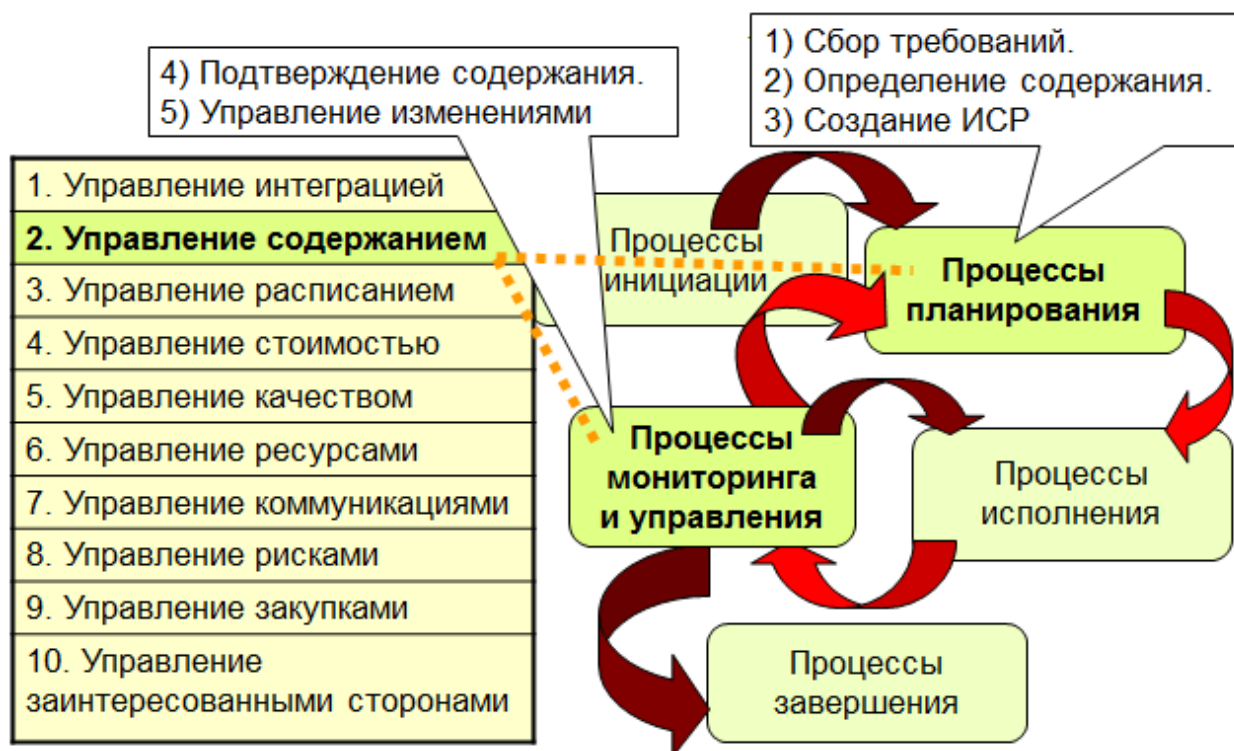 1) Сбор требований.
2) Определение содержания.
3) Создание ИСР
4) Подтверждение содержания.
5) Управление изменениями
1. Управление интеграцией
2. Управление содержанием
3. Управление расписанием
4. Управление стоимостью
5. Управление качеством
6. Управление ресурсами
7. Управление коммуникациями
8. Управление рисками
9. Управление закупками
10. Управление
заинтересованными сторонами
Процессы
инициации
Процессы
планирования
Процессы
мониторинга
и управления
Процессы
исполнения
Процессы
завершения